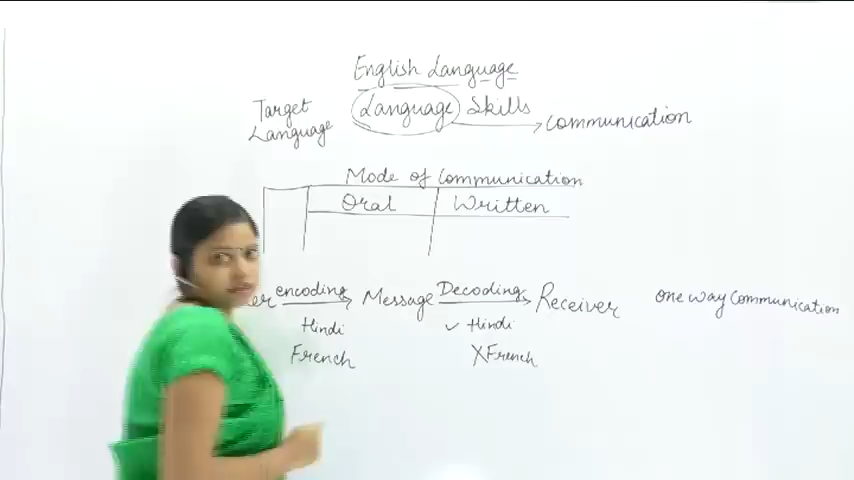 English Language
Target Language Skills
Language communication
Mode of Communication
Oral Written
encoding Message Decoding Receiver one way Communication
Hindi ✓ Hindi
French X French